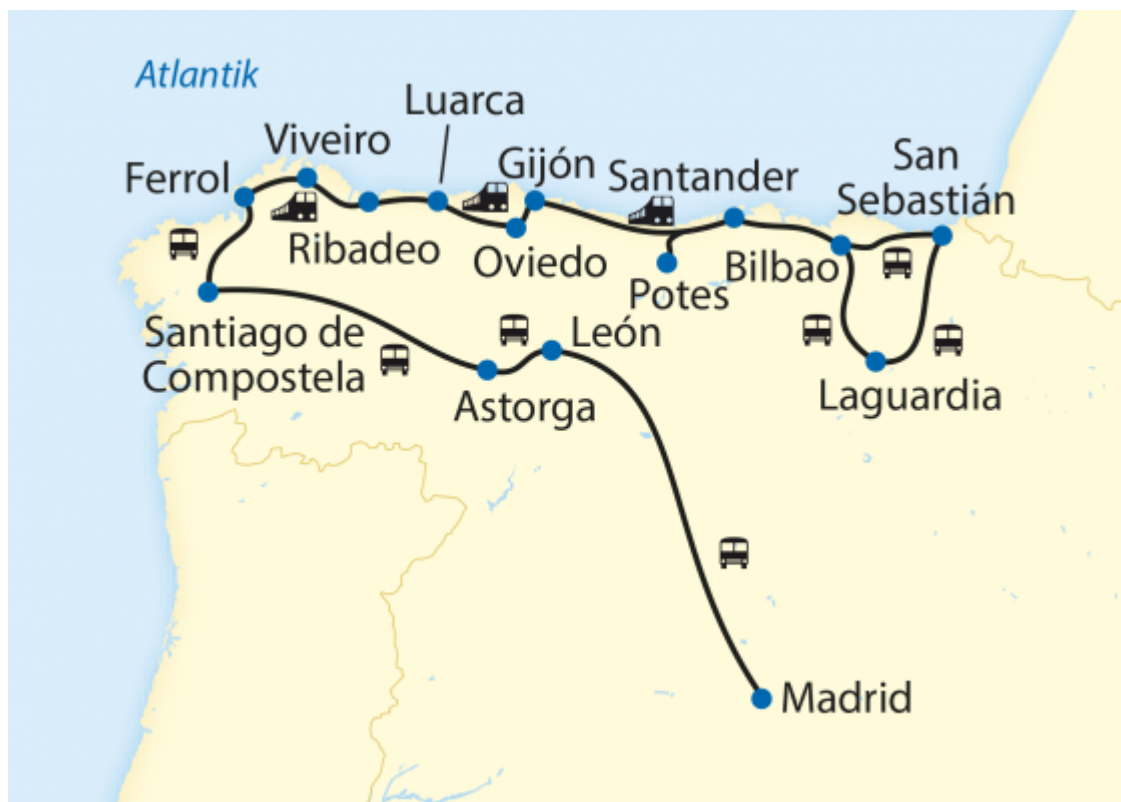 Atlantik
Luarca
Viveiro
Gijón
San
Sebastián
Ferrol
Santander
Ribadeo
Oviedo
Bilbao
Potes
Santiago de
Compostela
León
Laguardia
Astorga
Madrid